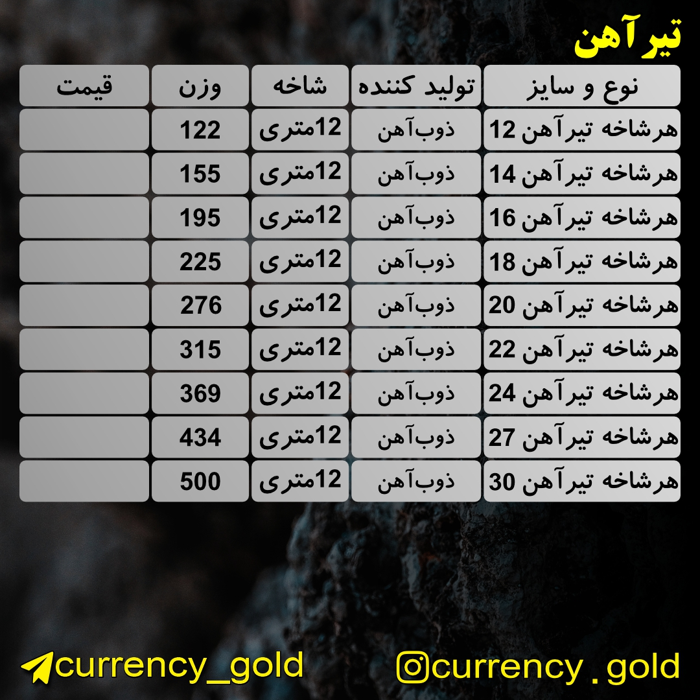 تیرآهن
نوع و سایز تولید کننده شاخه وزن قیمت
هرشاخه تیرآهن 12 ذوب‌آهن 12متری 122
هرشاخه تیرآهن 14 ذوب‌آهن 12متری 155
هرشاخه تیرآهن 16 ذوب‌آهن 12متری 195
هرشاخه تیرآهن 18 ذوب‌آهن 12متری 225
هرشاخه تیرآهن 20 ذوب‌آهن 12متری 276
هرشاخه تیرآهن 22 ذوب‌آهن 12متری 315
هرشاخه تیرآهن 24 ذوب‌آهن 12متری 369
هرشاخه تیرآهن 27 ذوب‌آهن 12متری 434
هرشاخه تیرآهن 30 ذوب‌آهن 12متری 500
currency_gold currency.gold